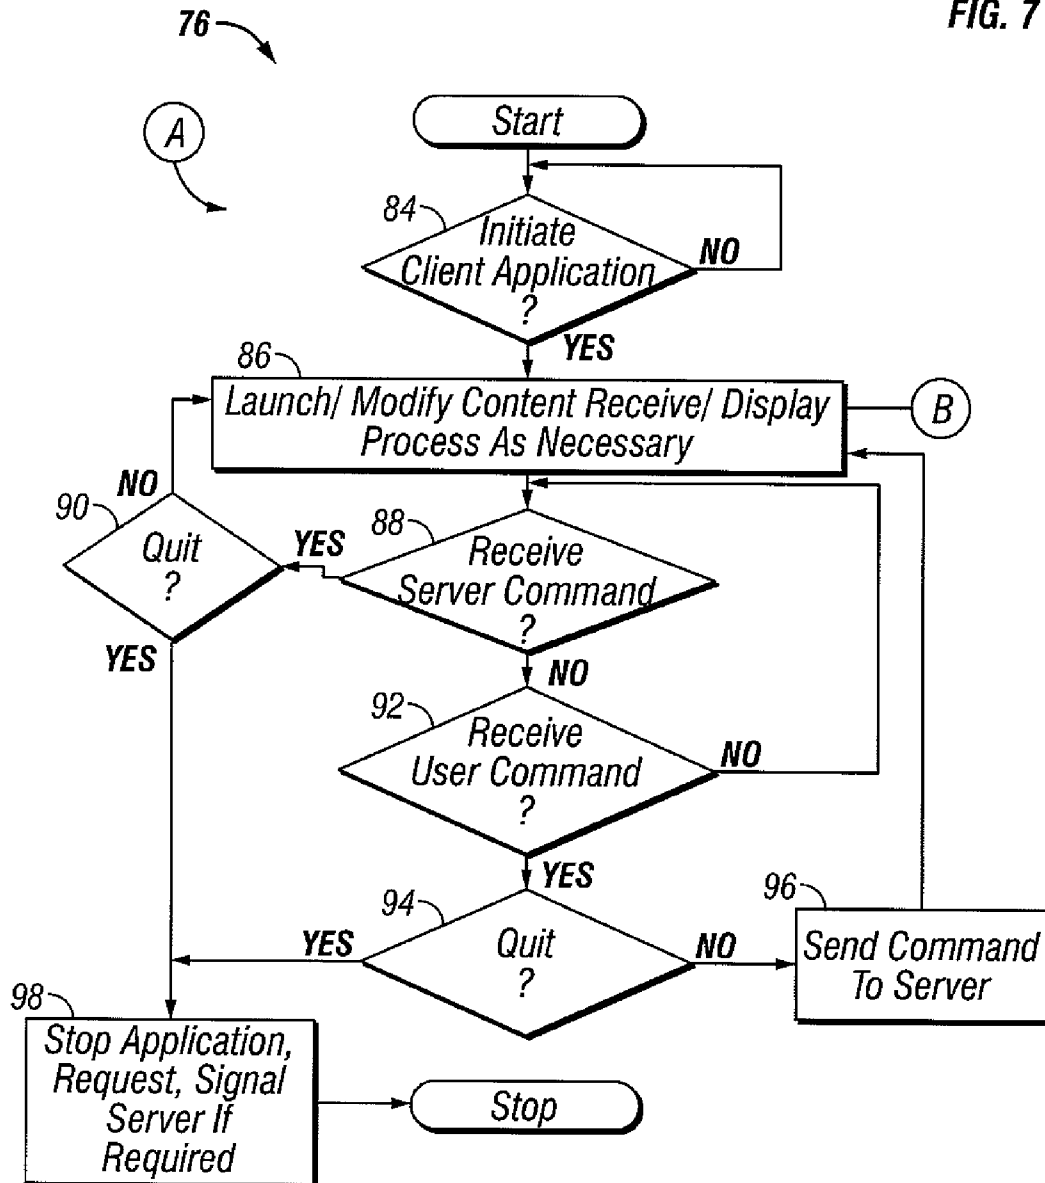 76
FIG. 7
A
Start
84
Initiate
Client Application
?
NO
YES
86
Launch/ Modify Content Receive/ Display
Process As Necessary
B
NO
90
Quit
?
YES
88
Receive
Server Command
?
YES
NO
92
Receive
User Command
?
NO
YES
94
Quit
?
YES
NO
96
Send Command
To Server
98
Stop Application,
Request, Signal
Server If
Required
Stop